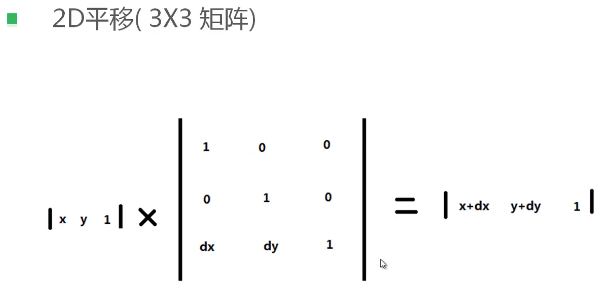 2D平移( 3X3 矩阵)
1 0 0
0 1 0
| x y 1 | × = | x+dx y+dy 1 |
dx dy 1